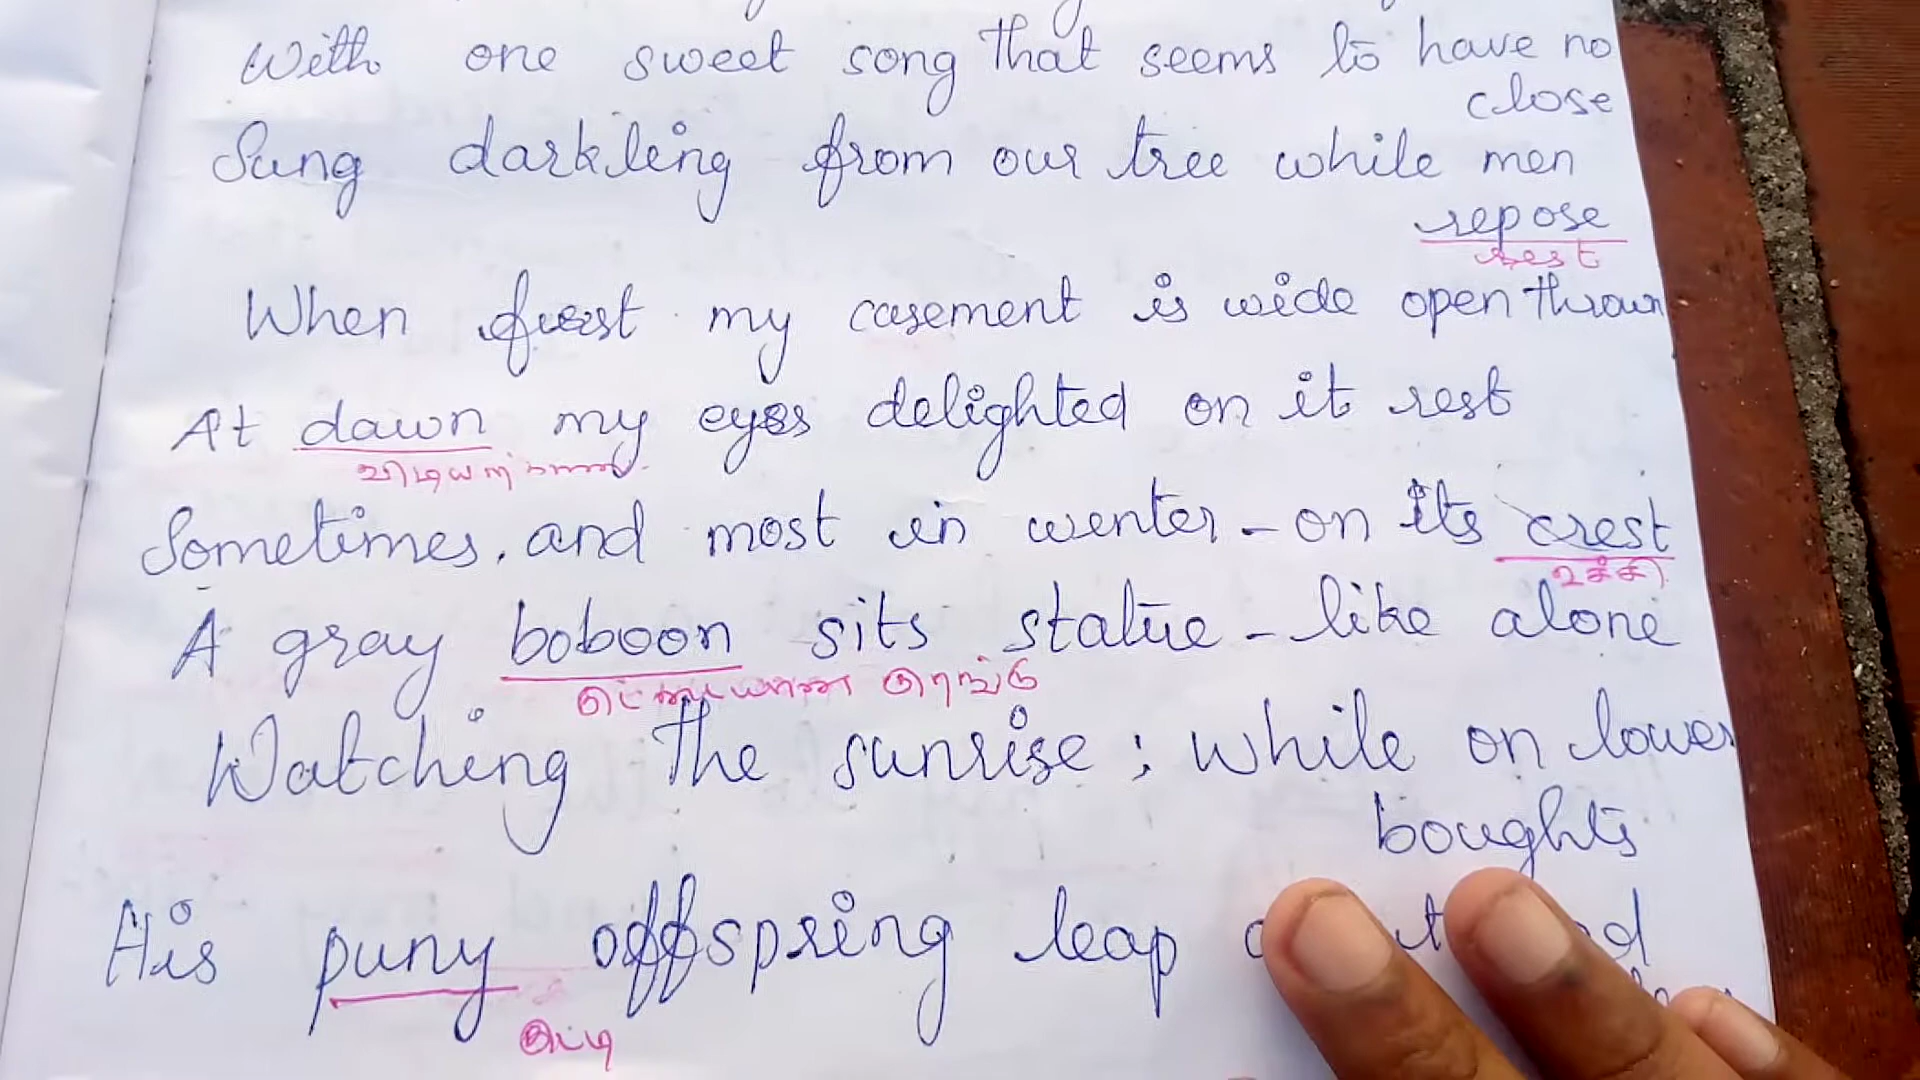 With one sweet song that seems to have no
close
Sung darkling from our tree while men
repose
rest
When first my casement is wide open thrown
At dawn my eyes delighted on it rest
Sometimes, and most in winter - on its crest
உச்சி
A gray boboon sits statue - like alone
குரங்கு
Watching the sunrise ; while on lower
boughts
His puny offspring leap
குட்டி